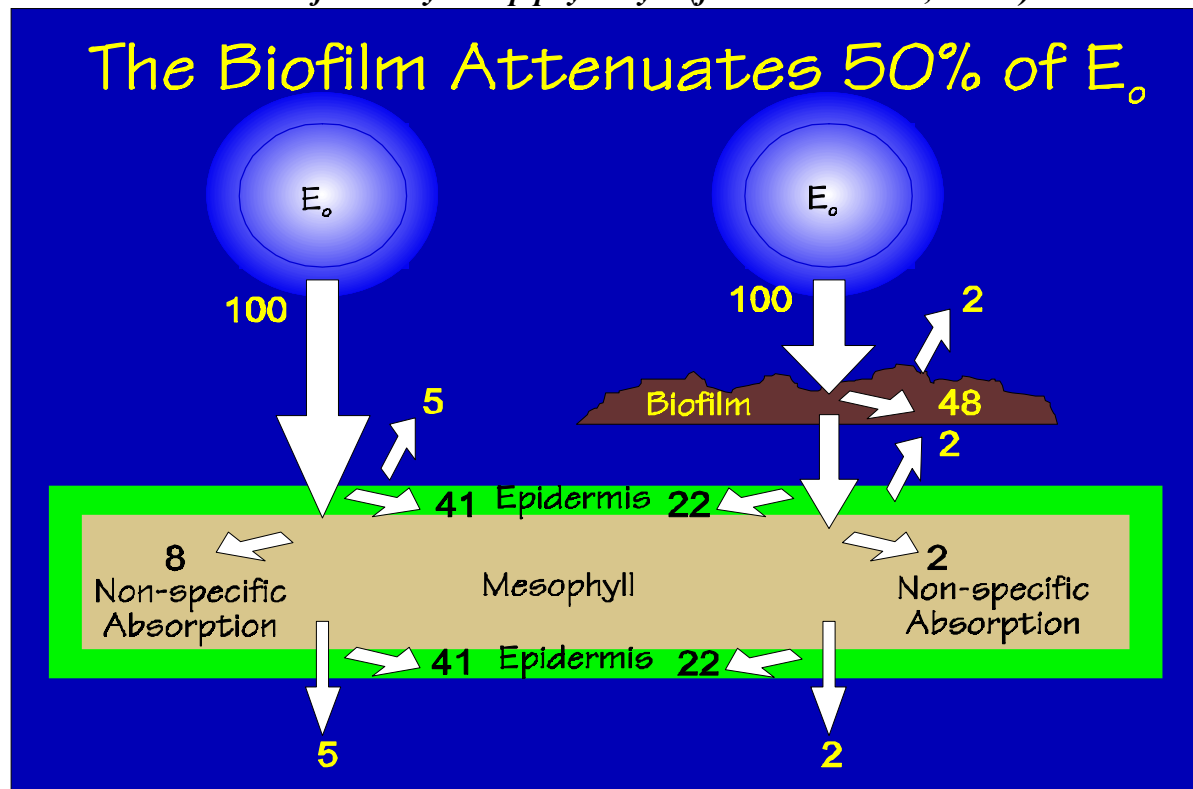 The Biofilm Attenuates 50% of Eo
Eo
Eo
100
100
2
5
Biofilm
48
2
41
Epidermis
22
8
2
Non-specific
Absorption
Mesophyll
Non-specific
Absorption
41
Epidermis
22
5
2